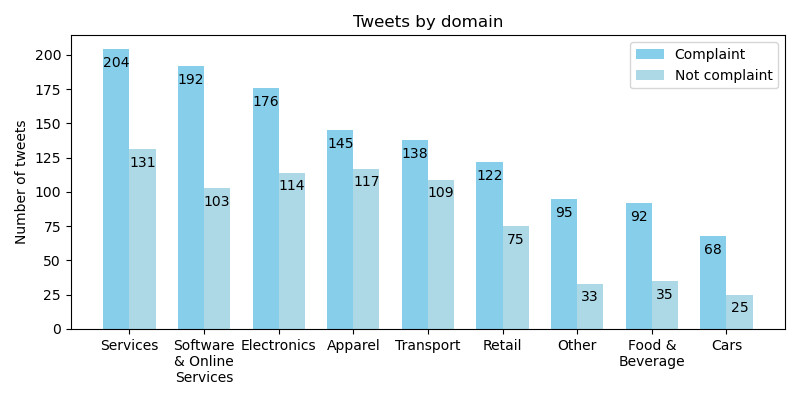 Tweets by domain
Complaint
Not complaint
Number of tweets
200
175
150
125
100
75
50
25
0
204
131
192
103
176
114
145
117
138
109
122
75
95
33
92
35
68
25
Services
Software
& Online
Services
Electronics
Apparel
Transport
Retail
Other
Food &
Beverage
Cars